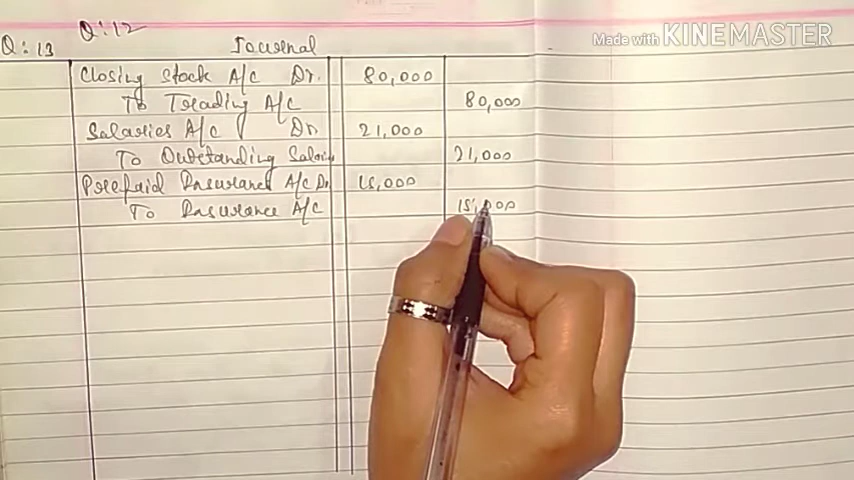 Made with KINEMASTER
Q: 12
Q: 13 Journal
Closing Stock A/C Dr. 80,000
To Trading A/C 80,000
Salaries A/C Dr. 21,000
To Outstanding Salaries 21,000
Prepaid Insurance A/C Dr. 15,000
To Insurance A/C 15,000